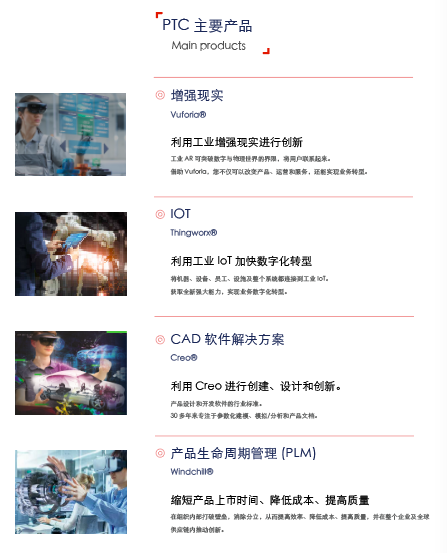 PTC 主要产品
Main products
增强现实
Vuforia®
利用工业增强现实进行创新
工业 AR 可突破数字与物理世界的界限，将用户联系起来。
借助 Vuforia，您不仅可以改变产品、运营和服务，还能实现业务转型。
IOT
Thingworx®
利用工业 IoT 加快数字化转型
将机器、设备、员工、设施及整个系统都连接到工业 IoT。
获取全新强大能力，实现业务数字化转型。
CAD 软件解决方案
Creo®
利用 Creo 进行创建、设计和创新。
产品设计和开发软件的行业标准。
30 多年来专注于参数化建模、模拟/分析和产品文档。
产品生命周期管理 (PLM)
Windchill®
缩短产品上市时间、降低成本、提高质量
在组织内部打破壁垒，消除分立，从而提高效率、降低成本、提高质量，并在整个企业及全球
供应链内推动创新。